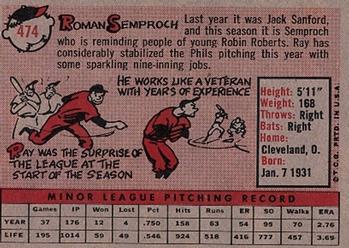 474
ROMAN SEMPROCH
Last year it was Jack Sanford,
and this season it is Semproch
who is reminding people of young Robin Roberts. Ray has
considerably stabilized the Phils pitching this year with
some sparkling nine-inning jobs.
HE WORKS LIKE A VETERAN
WITH YEARS OF EXPERIENCE
RAY WAS THE SURPRISE OF
THE LEAGUE AT THE
START OF THE SEASON
Height: 5'11"
Weight: 168
Throws: Right
Bats: Right
Home:
Cleveland, O.
Born:
Jan. 7 1931
© T.C.G. PRTD. IN U.S.A.
MINOR LEAGUE PITCHING RECORD
Games IP Won Lost Pct. Hits Runs ER SO Walks ERA
YEAR 37 176 12 4 .750 158 63 54 95 70 2.76
LIFE 195 1014 59 49 .546 924 518 416 777 457 3.69